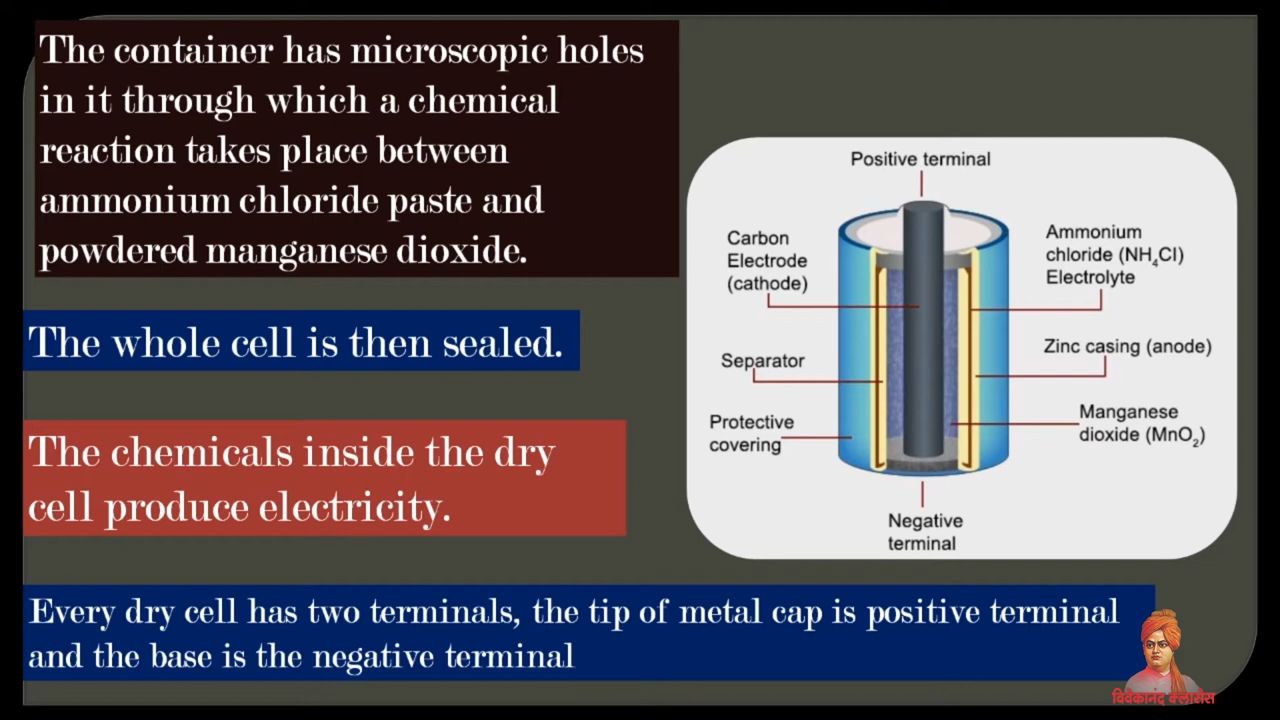 The container has microscopic holes
in it through which a chemical
reaction takes place between
ammonium chloride paste and
powdered manganese dioxide.
The whole cell is then sealed.
The chemicals inside the dry
cell produce electricity.
Every dry cell has two terminals, the tip of metal cap is positive terminal
and the base is the negative terminal
Positive terminal
Carbon
Electrode
(cathode)
Separator
Protective
covering
Ammonium
chloride (NH₄Cl)
Electrolyte
Zinc casing (anode)
Manganese
dioxide (MnO₂)
Negative
terminal
विवेकानंद क्लासेस